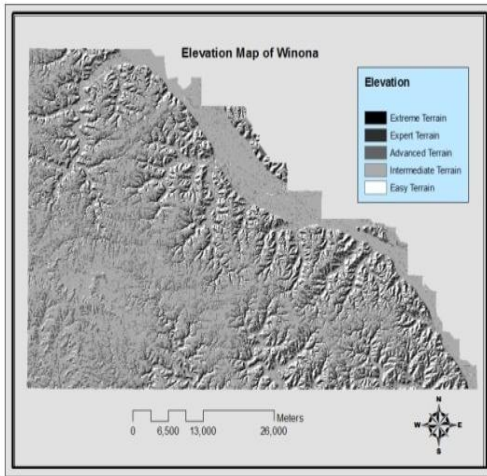 Elevation Map of Winona
Elevation
Extreme Terrain
Expert Terrain
Advanced Terrain
Intermediate Terrain
Easy Terrain
Meters
0 6,500 13,000 26,000
N
W E
S